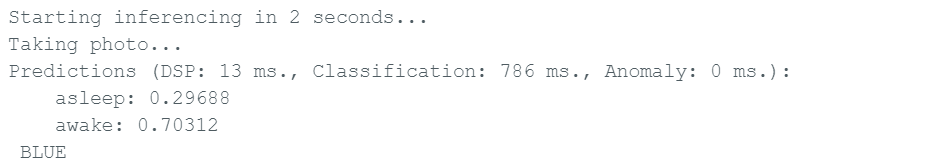 Starting inferencing in 2 seconds...
Taking photo...
Predictions (DSP: 13 ms., Classification: 786 ms., Anomaly: 0 ms.):
asleep: 0.29688
awake: 0.70312
BLUE